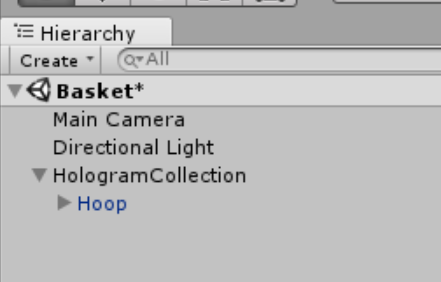 Hierarchy
Create All
Basket*
Main Camera
Directional Light
HologramCollection
Hoop